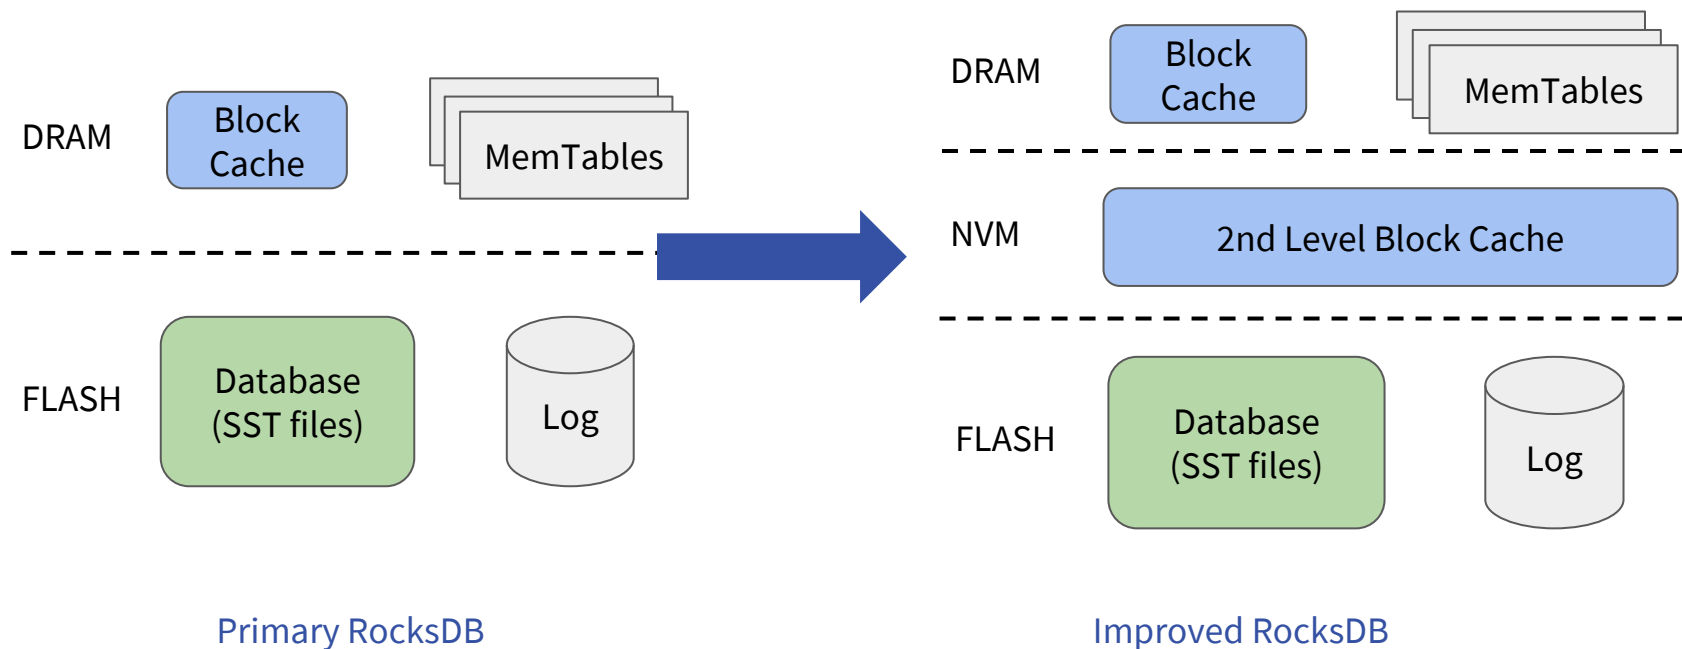 DRAM
Block
Cache
MemTables
FLASH
Database
(SST files)
Log
Primary RocksDB
DRAM
Block
Cache
MemTables
NVM
2nd Level Block Cache
FLASH
Database
(SST files)
Log
Improved RocksDB